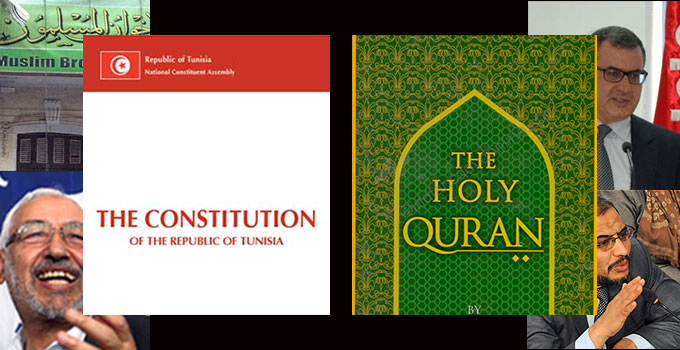 Muslim Bro
Republic of Tunisia
National Constituent Assembly
THE CONSTITUTION
OF THE REPUBLIC OF TUNISIA
THE
HOLY
QURAN
BY